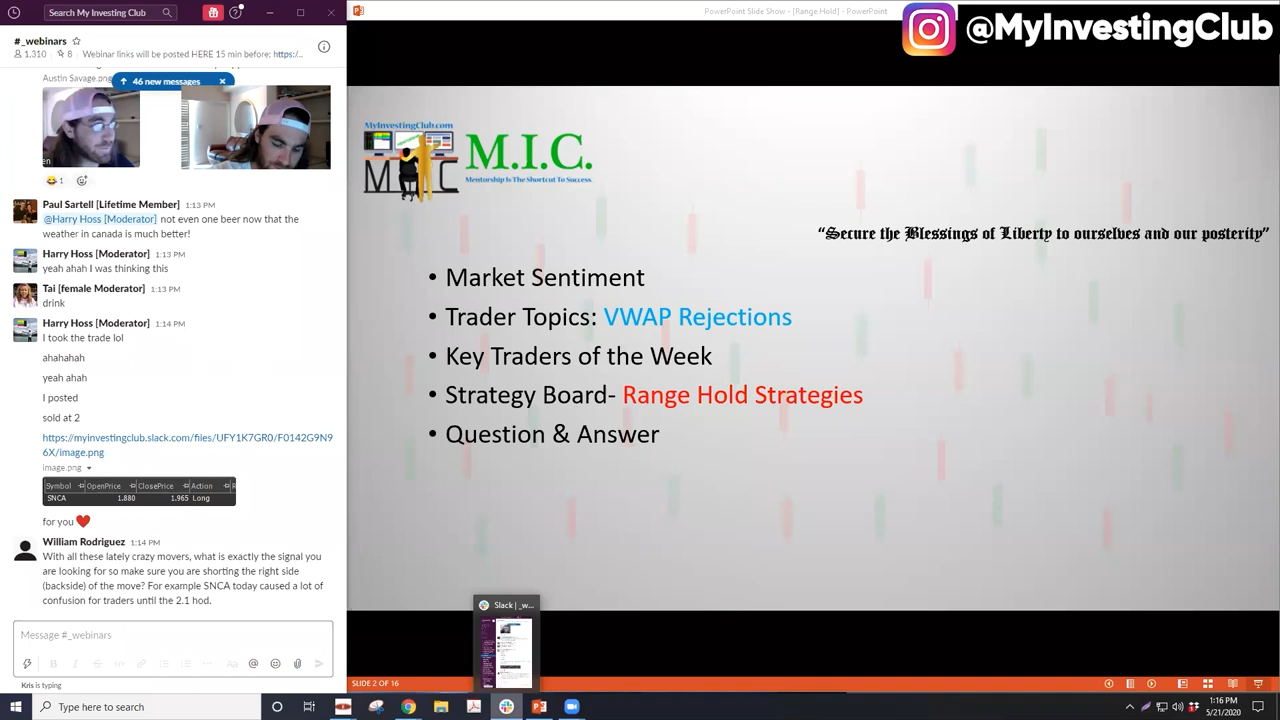 Search My Investing Club
PowerPoint Slide Show - [Range Hold] - PowerPoint
@MyInvestingClub
#_webinars
1,310
8
Webinar links will be posted HERE 15 min before: https:/...
Austin Savage.png
46 new messages
en
1
Paul Sartell [Lifetime Member] 1:13 PM
@Harry Hoss [Moderator] not even one beer now that the
weather in canada is much better!
Harry Hoss [Moderator] 1:13 PM
yeah ahah I was thinking this
Tai [female Moderator] 1:13 PM
drink
Harry Hoss [Moderator] 1:14 PM
I took the trade lol
ahahahah
yeah ahah
I posted
sold at 2
https://myinvestingclub.slack.com/files/UFY1K7GR0/F0142G9N9
6X/image.png
image.png
Symbol OpenPrice ClosePrice Action
SNCA 1.880 1.965 Long
for you
William Rodriguez 1:14 PM
With all these lately crazy movers, what is exactly the signal you
are looking for so make sure you are shorting the right side
(backside) of the move? For example SNCA today caused a lot of
confusion for traders until the 2.1 hod.
Message #_webinars
Kris is typing
MyInvestingClub.com
MIC
M.I.C.
Mentorship Is The Shortcut To Success.
“Secure the Blessings of Liberty to ourselves and our posterity”
• Market Sentiment
• Trader Topics: VWAP Rejections
• Key Traders of the Week
• Strategy Board- Range Hold Strategies
• Question & Answer
Slack | _w...
SLIDE 2 OF 16
Type here to search
1:16 PM
5/21/2020